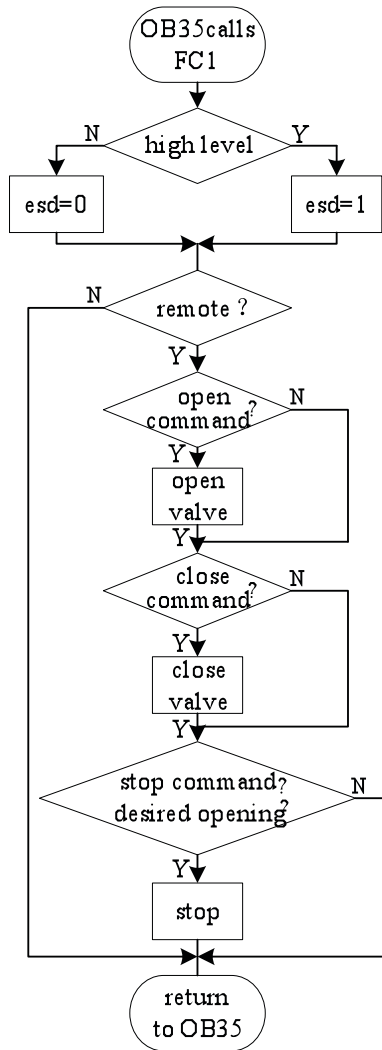 OB35calls
FC1
N
Y
high level
esd=0
esd=1
N
remote ?
Y
open
command?
N
Y
open
valve
Y
close
command?
N
Y
close
valve
Y
stop command?
desired opening?
N
Y
stop
return
to OB35